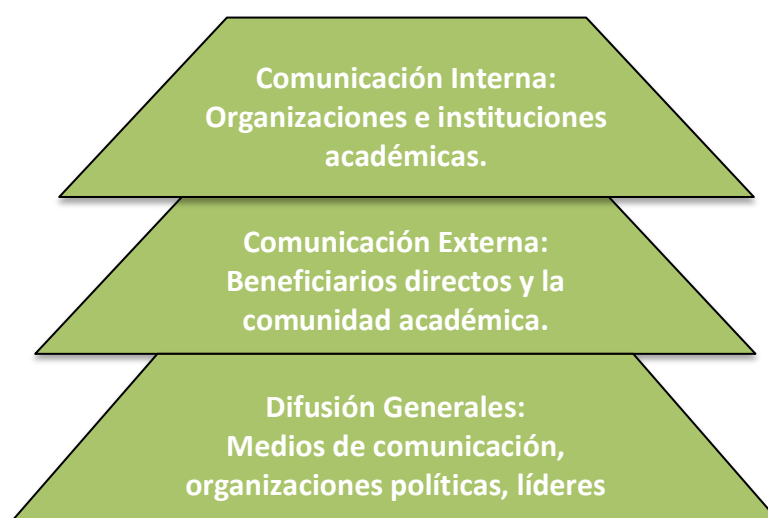 Comunicación Interna:
Organizaciones e instituciones
académicas.
Comunicación Externa:
Beneficiarios directos y la
comunidad académica.
Difusión Generales:
Medios de comunicación,
organizaciones políticas, líderes